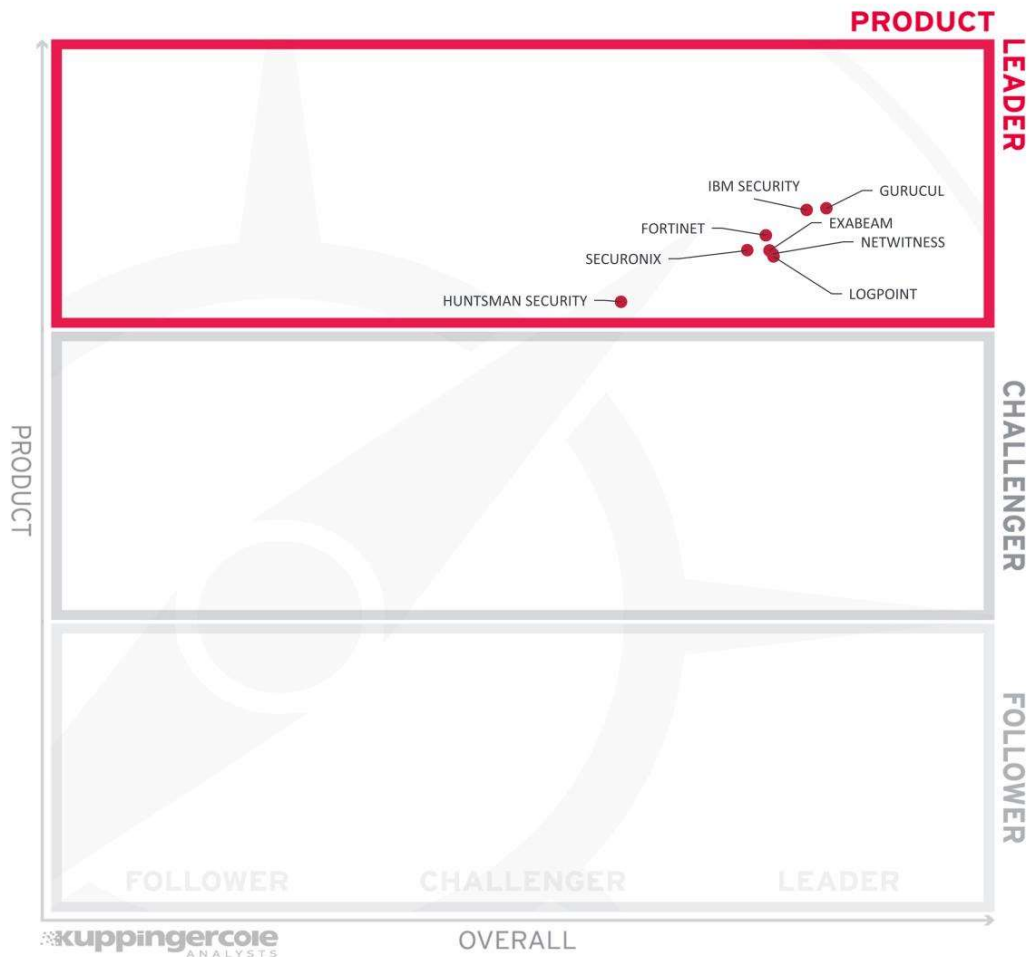 PRODUCT
LEADER
IBM SECURITY
GURUCUL
FORTINET
EXABEAM
NETWITNESS
SECURONIX
LOGPOINT
HUNTSMAN SECURITY
CHALLENGER
PRODUCT
FOLLOWER
FOLLOWER CHALLENGER LEADER
kuppingercole
ANALYSTS
OVERALL